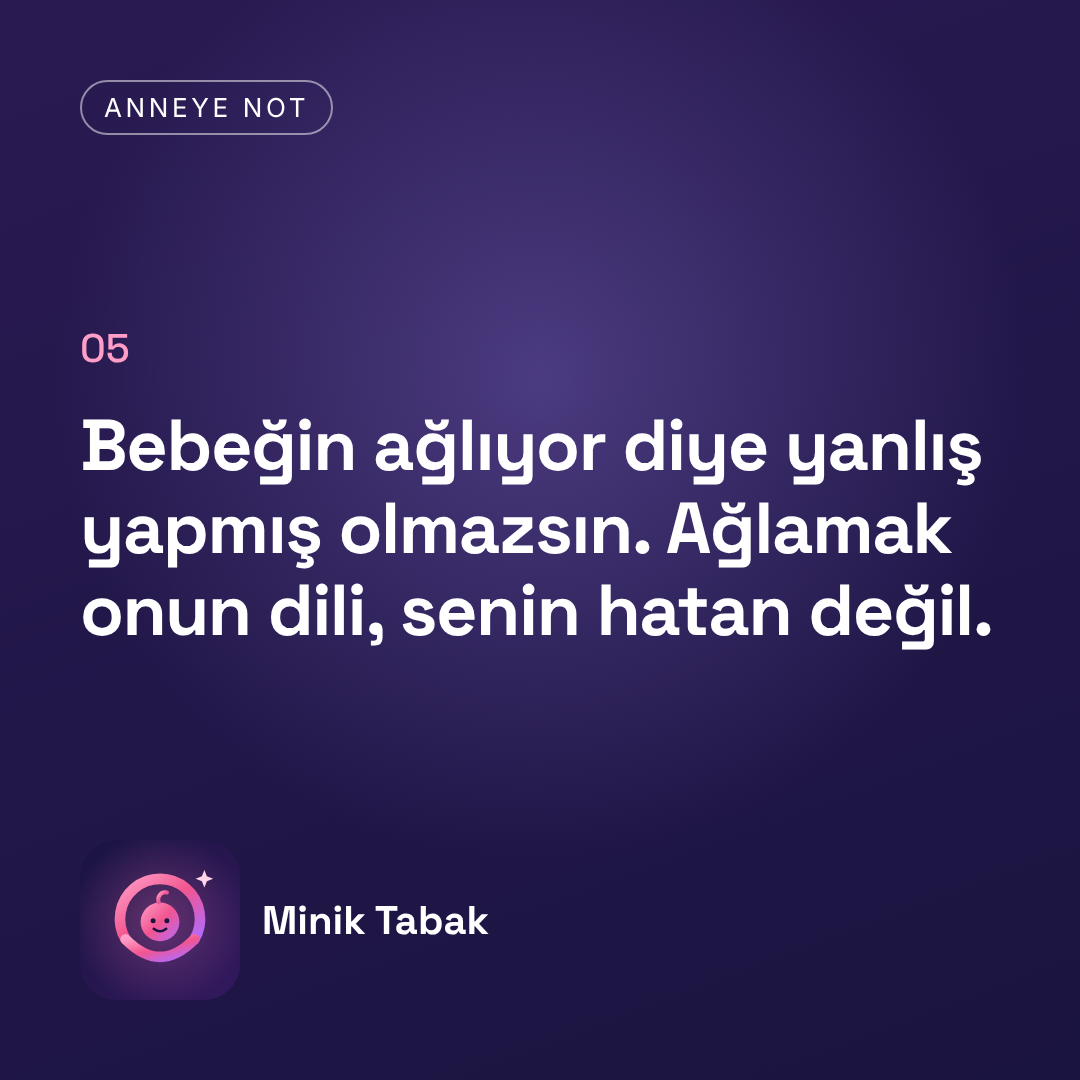 ANNEYE NOT
05
Bebeğin ağlıyor diye yanlış
yapmış olmazsın. Ağlamak
onun dili, senin hatan değil.
Minik Tabak